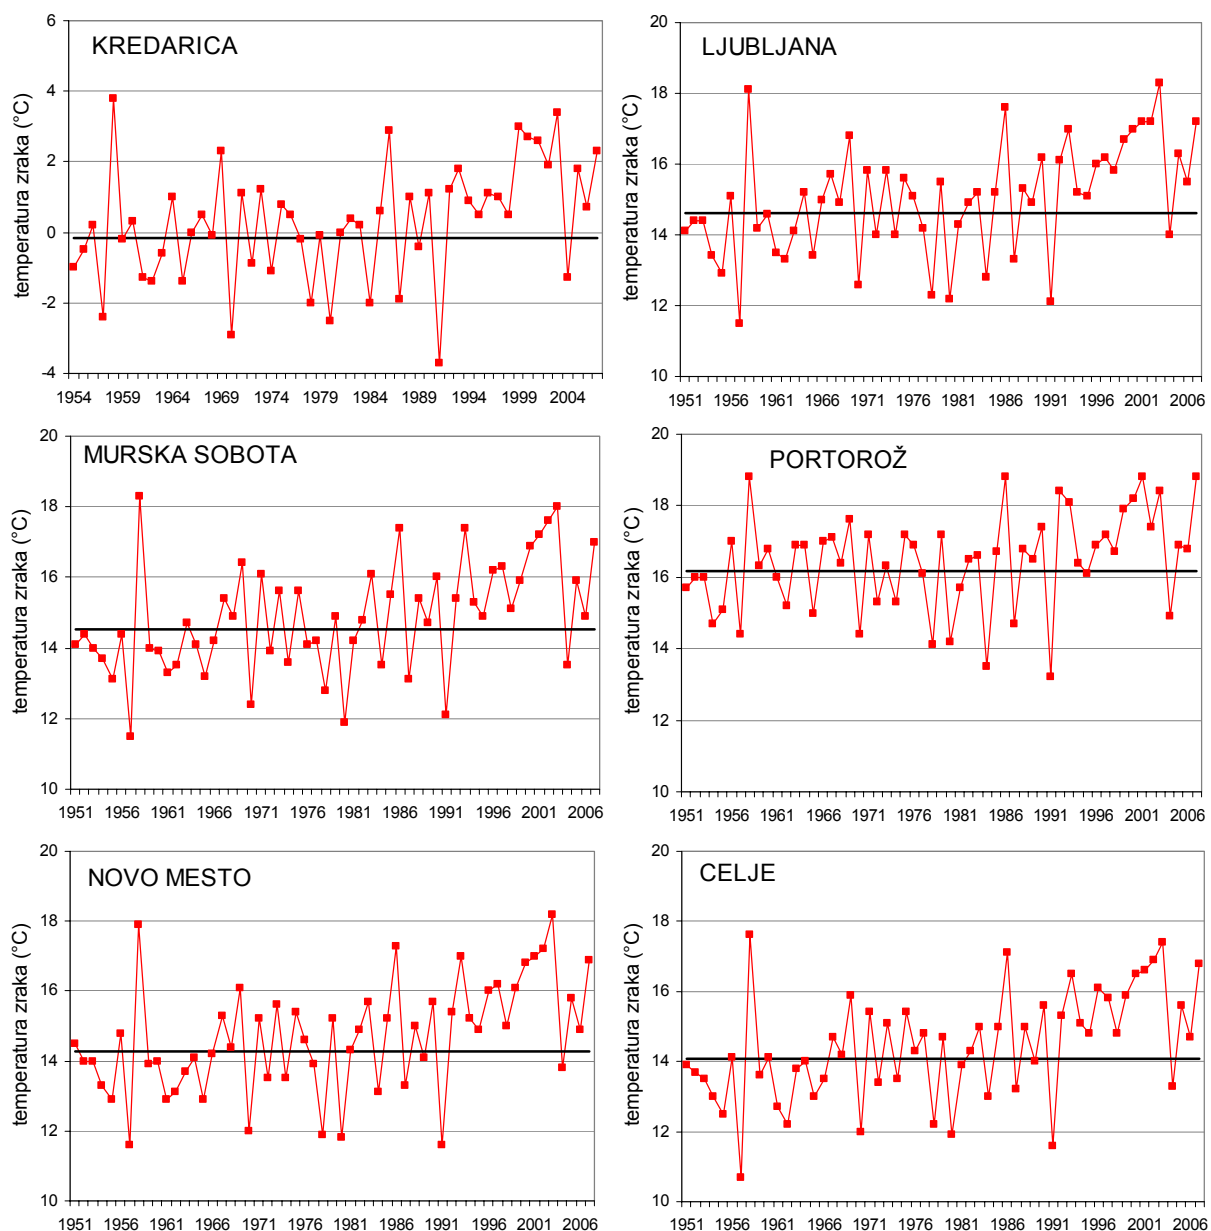 KREDARICA
temperatura zraka (°C)
6
4
2
0
-2
-4
1954 1959 1964 1969 1974 1979 1984 1989 1994 1999 2004
LJUBLJANA
temperatura zraka (°C)
20
18
16
14
12
10
1951 1956 1961 1966 1971 1976 1981 1986 1991 1996 2001 2006
MURSKA SOBOTA
temperatura zraka (°C)
20
18
16
14
12
10
1951 1956 1961 1966 1971 1976 1981 1986 1991 1996 2001 2006
PORTOROŽ
temperatura zraka (°C)
20
18
16
14
12
10
1951 1956 1961 1966 1971 1976 1981 1986 1991 1996 2001 2006
NOVO MESTO
temperatura zraka (°C)
20
18
16
14
12
10
1951 1956 1961 1966 1971 1976 1981 1986 1991 1996 2001 2006
CELJE
temperatura zraka (°C)
20
18
16
14
12
10
1951 1956 1961 1966 1971 1976 1981 1986 1991 1996 2001 2006